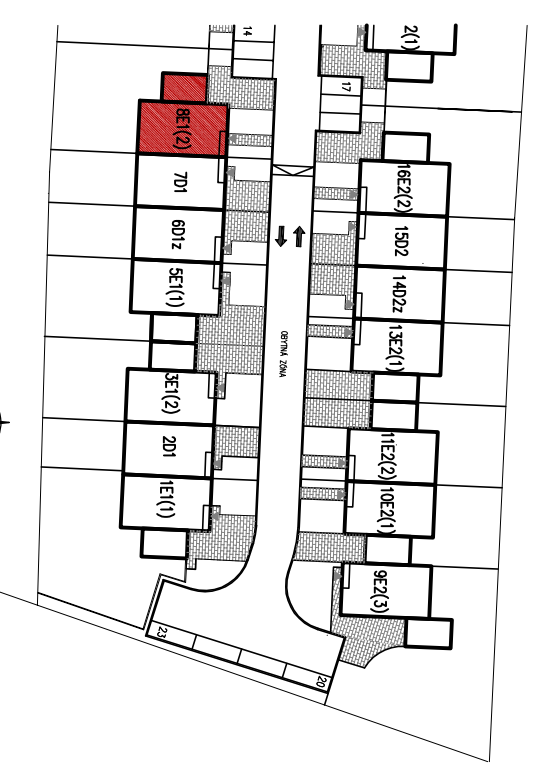 14
2(1)
17
8E1(2)
7D1
6D1z
5E1(1)
3E1(2)
2D1
1E1(1)
16E2(2)
15D2
14D2z
13E2(1)
11E2(2)
10E2(1)
9E2(3)
OBYTNÁ ZÓNA
23
20